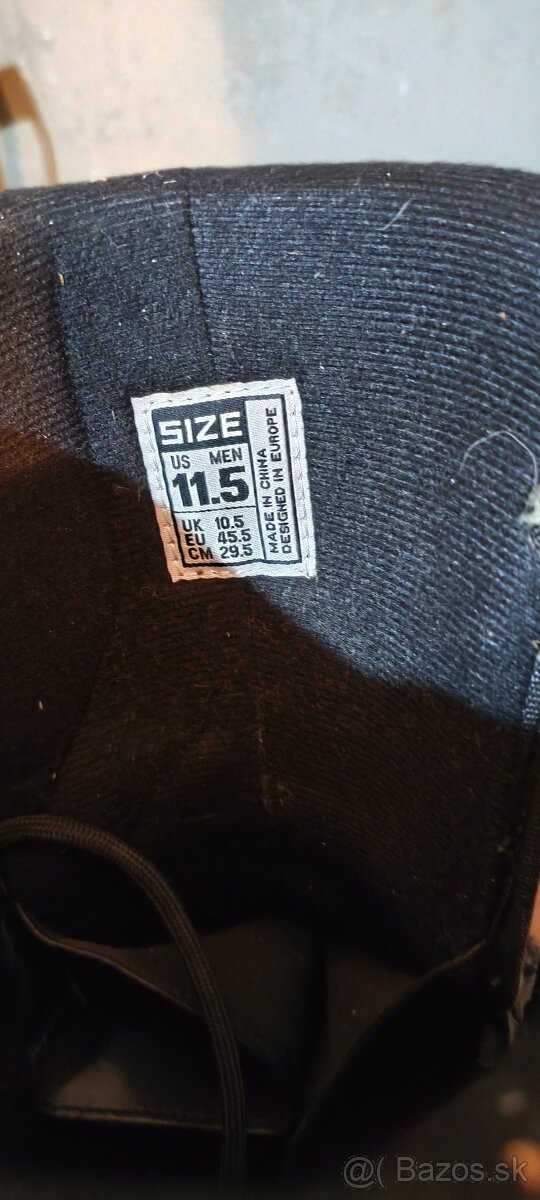 SIZE
US MEN
11.5
UK 10.5
EU 45.5
CM 29.5
MADE IN CHINA
DESIGNED IN EUROPE
@( Bazos.sk